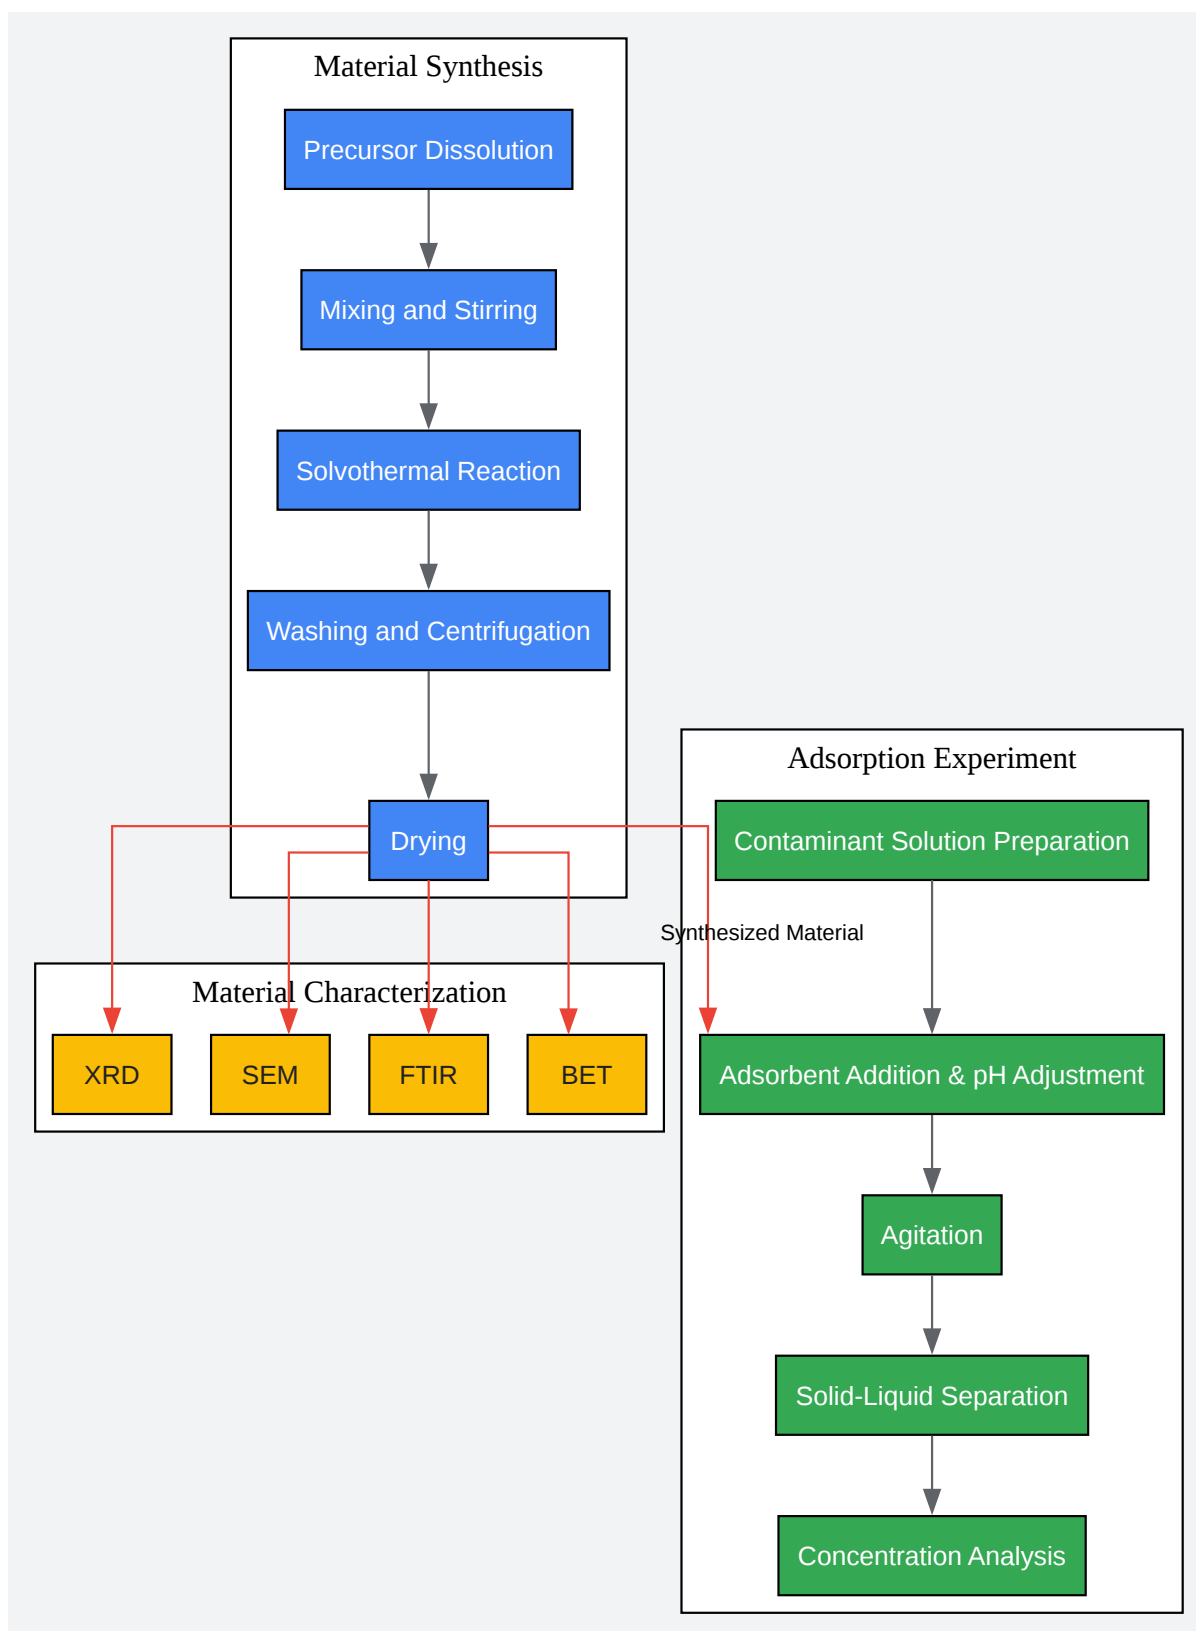 Material Synthesis
Precursor Dissolution
Mixing and Stirring
Solvothermal Reaction
Washing and Centrifugation
Drying
Adsorption Experiment
Contaminant Solution Preparation
Synthesized Material
Material Characterization
XRD
SEM
FTIR
BET
Adsorbent Addition & pH Adjustment
Agitation
Solid-Liquid Separation
Concentration Analysis